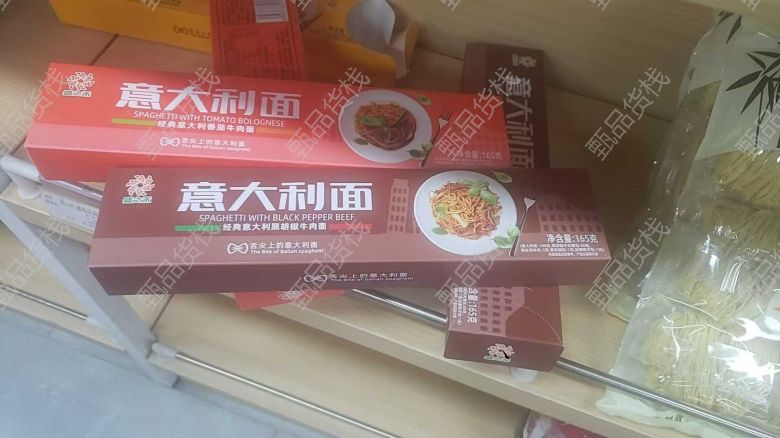 意大利面
SPAGHETTI WITH TOMATO BOLOGNESE
经典意大利番茄牛肉面
舌尖上的意大利面
The Bite of Italian spaghetti
净含量:165克
意大利面
意大利面
SPAGHETTI WITH BLACK PEPPER BEEF
经典意大利黑胡椒牛肉面
舌尖上的意大利面
The Bite of Italian spaghetti
净含量:165克
舌尖上的意大利面
The Bite of Italian spaghetti
含量:165克
甄品货栈